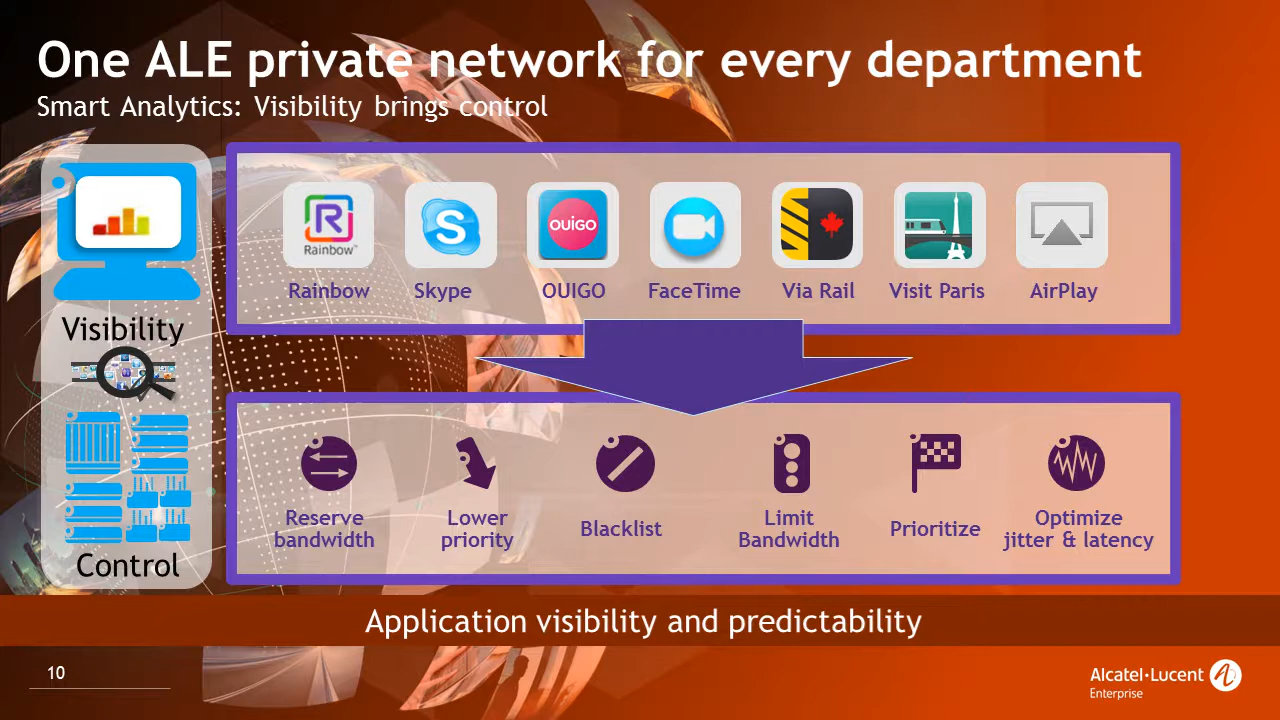 One ALE private network for every department
Smart Analytics: Visibility brings control
Visibility
Control
Rainbow™
OUIGO
Rainbow
Skype
OUIGO
FaceTime
Via Rail
Visit Paris
AirPlay
Reserve
bandwidth
Lower
priority
Blacklist
Limit
Bandwidth
Prioritize
Optimize
jitter & latency
Application visibility and predictability
10
Alcatel·Lucent
Enterprise